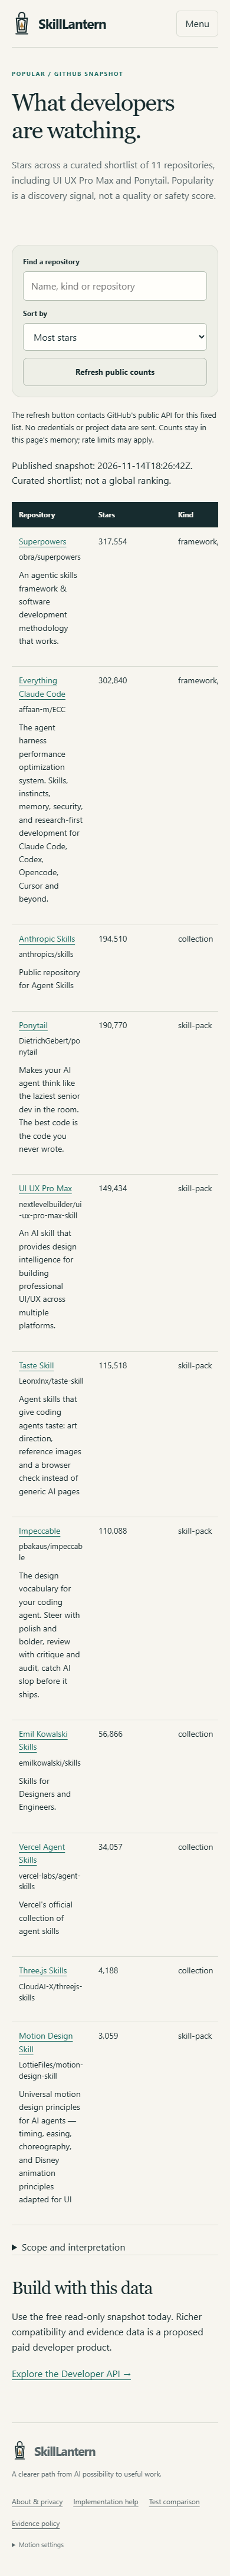 SkillLantern
Menu
POPULAR / GITHUB SNAPSHOT
What developers
are watching.
Stars across a curated shortlist of 11 repositories,
including UI UX Pro Max and Ponytail. Popularity
is a discovery signal, not a quality or safety score.
Find a repository
Name, kind or repository
Sort by
Most stars
Refresh public counts
The refresh button contacts GitHub's public API for this fixed
list. No credentials or project data are sent. Counts stay in
this page's memory; rate limits may apply.
Published snapshot: 2026-11-14T18:26:42Z.
Curated shortlist; not a global ranking.
Repository Stars Kind
Superpowers 317,554 framework,
obra/superpowers
An agentic skills
framework &
software
development
methodology
that works.
Everything 302,840 framework,
Claude Code
affaan-m/ECC
The agent
harness
performance
optimization
system. Skills,
instincts,
memory, security,
and research-first
development for
Claude Code,
Codex,
Opencode,
Cursor and
beyond.
Anthropic Skills 194,510 collection
anthropics/skills
Public repository
for Agent Skills
Ponytail 190,770 skill-pack
DietrichGebert/po
nytail
Makes your AI
agent think like
the laziest senior
dev in the room.
The best code is
the code you
never wrote.
UI UX Pro Max 149,434 skill-pack
nextlevelbuilder/ui
-ux-pro-max-skill
An AI skill that
provides design
intelligence for
building
professional
UI/UX across
multiple
platforms.
Taste Skill 115,518 skill-pack
Leonxlnx/taste-skill
Agent skills that
give coding
agents taste: art
direction,
reference images
and a browser
check instead of
generic AI pages
Impeccable 110,088 skill-pack
pbakaus/impeccab
le
The design
vocabulary for
your coding
agent. Steer with
polish and
bolder, review
with critique and
audit, catch AI
slop before it
ships.
Emil Kowalski 56,866 collection
Skills
emilkowalski/skills
Skills for
Designers and
Engineers.
Vercel Agent 34,057 collection
Skills
vercel-labs/agent-
skills
Vercel's official
collection of
agent skills
Three.js Skills 4,188 collection
CloudAI-X/threejs-
skills
Motion Design 3,059 skill-pack
Skill
LottieFiles/motion-
design-skill
Universal motion
design principles
for AI agents —
timing, easing,
choreography,
and Disney
animation
principles
adapted for UI
Scope and interpretation
Build with this data
Use the free read-only snapshot today. Richer
compatibility and evidence data is a proposed
paid developer product.
Explore the Developer API →
SkillLantern
A clearer path from AI possibility to useful work.
About & privacy Implementation help Test comparison
Evidence policy
Motion settings